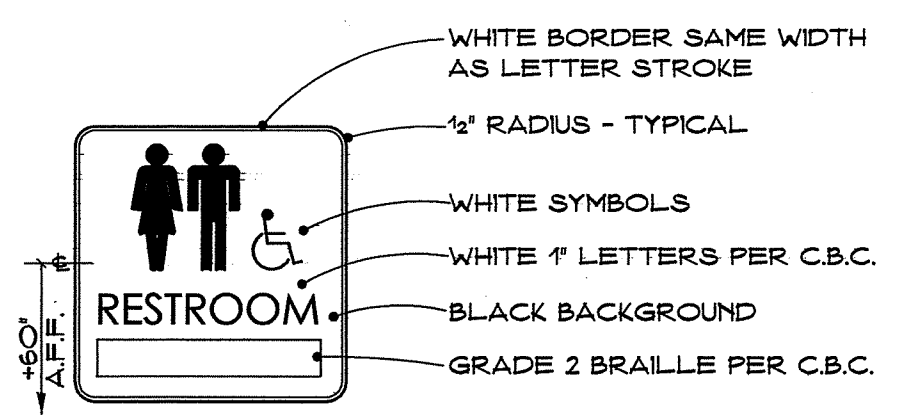 WHITE BORDER SAME WIDTH
AS LETTER STROKE
1/2" RADIUS - TYPICAL
WHITE SYMBOLS
WHITE 1" LETTERS PER C.B.C.
BLACK BACKGROUND
GRADE 2 BRAILLE PER C.B.C.
RESTROOM
℄
+60"
A.F.F.